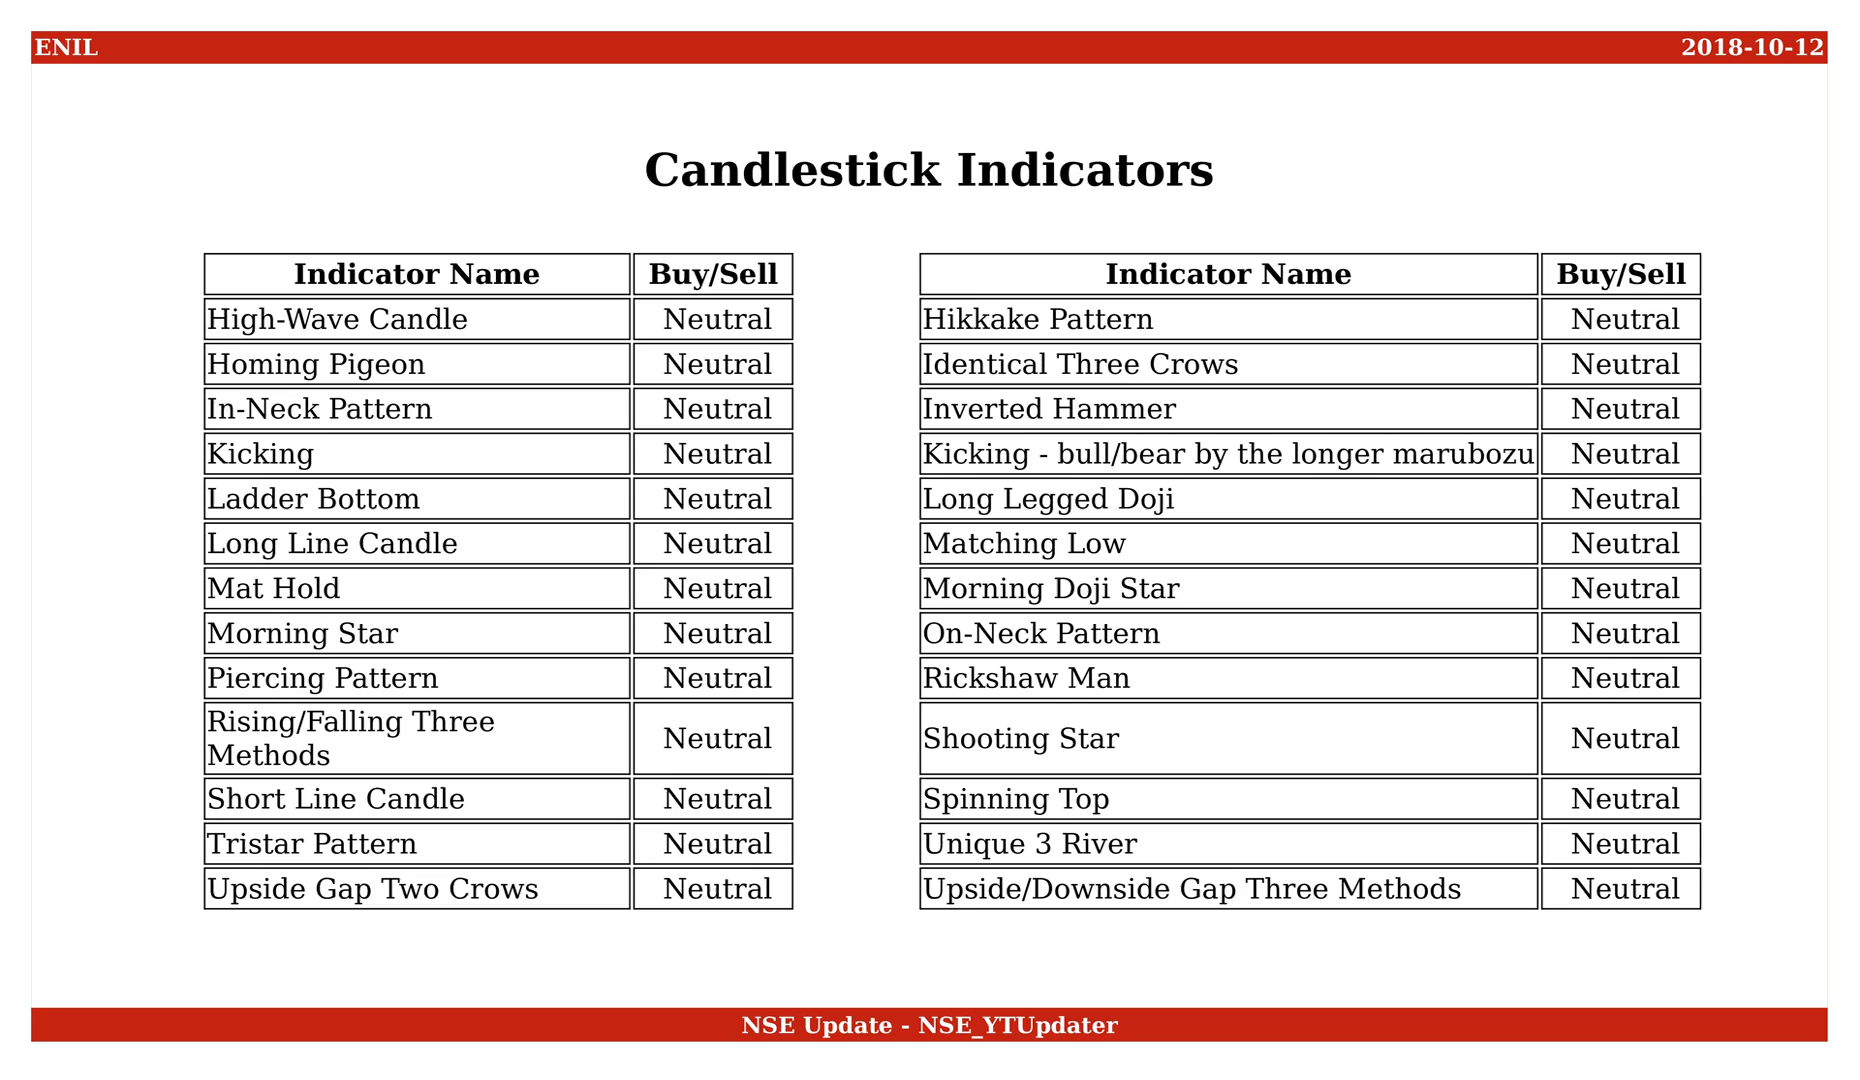 ENIL 2018-10-12
Candlestick Indicators
Indicator Name Buy/Sell Indicator Name Buy/Sell
High-Wave Candle Neutral Hikkake Pattern Neutral
Homing Pigeon Neutral Identical Three Crows Neutral
In-Neck Pattern Neutral Inverted Hammer Neutral
Kicking Neutral Kicking - bull/bear by the longer marubozu Neutral
Ladder Bottom Neutral Long Legged Doji Neutral
Long Line Candle Neutral Matching Low Neutral
Mat Hold Neutral Morning Doji Star Neutral
Morning Star Neutral On-Neck Pattern Neutral
Piercing Pattern Neutral Rickshaw Man Neutral
Rising/Falling Three
Methods Neutral Shooting Star Neutral
Short Line Candle Neutral Spinning Top Neutral
Tristar Pattern Neutral Unique 3 River Neutral
Upside Gap Two Crows Neutral Upside/Downside Gap Three Methods Neutral
NSE Update - NSE_YTUpdater